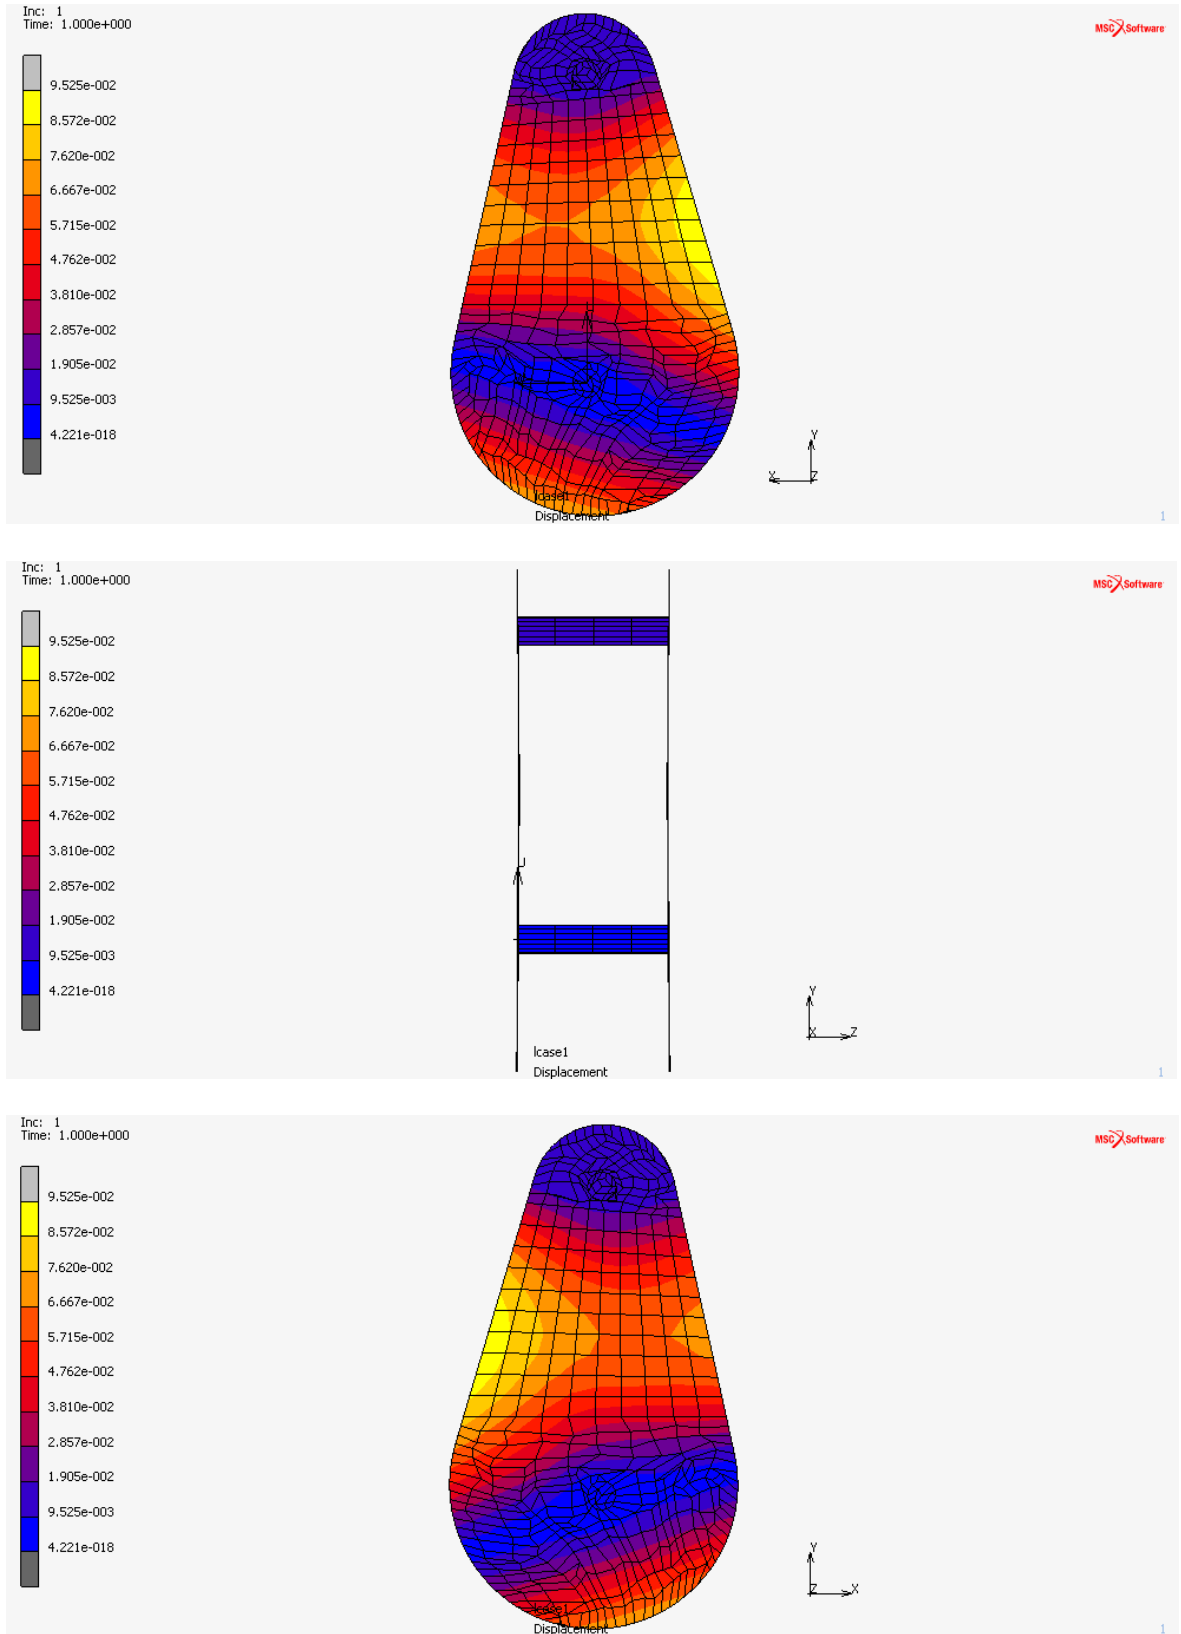 Inc: 1
Time: 1.000e+000
MSC Software
9.525e-002
8.572e-002
7.620e-002
6.667e-002
5.715e-002
4.762e-002
3.810e-002
2.857e-002
1.905e-002
9.525e-003
4.221e-018
Y
X
Z
lcase1
Displacement
1
Inc: 1
Time: 1.000e+000
MSC Software
9.525e-002
8.572e-002
7.620e-002
6.667e-002
5.715e-002
4.762e-002
3.810e-002
2.857e-002
1.905e-002
9.525e-003
4.221e-018
Y
X
Z
lcase1
Displacement
1
Inc: 1
Time: 1.000e+000
MSC Software
9.525e-002
8.572e-002
7.620e-002
6.667e-002
5.715e-002
4.762e-002
3.810e-002
2.857e-002
1.905e-002
9.525e-003
4.221e-018
Y
Z
X
lcase1
Displacement
1